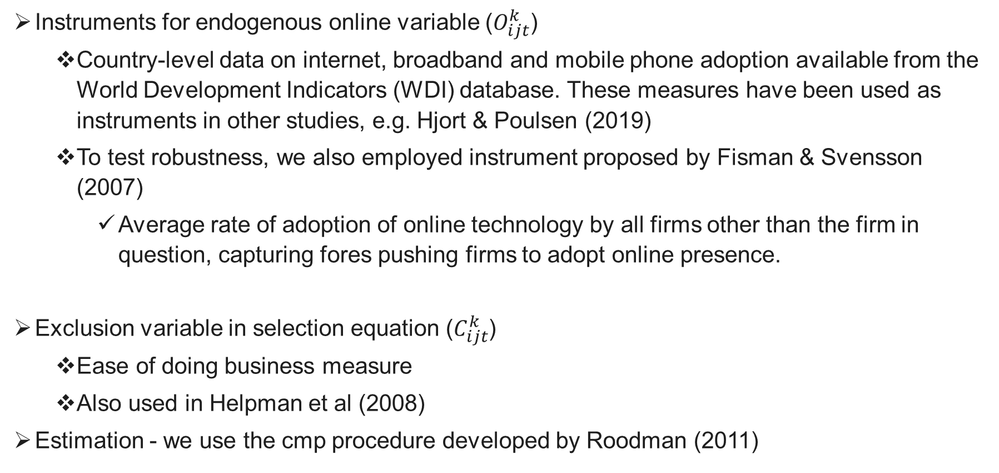 ➢ Instruments for endogenous online variable (𝑂ᵏᵢⱼₜ)
❖ Country-level data on internet, broadband and mobile phone adoption available from the
World Development Indicators (WDI) database. These measures have been used as
instruments in other studies, e.g. Hjort & Poulsen (2019)
❖ To test robustness, we also employed instrument proposed by Fisman & Svensson
(2007)
✓ Average rate of adoption of online technology by all firms other than the firm in
question, capturing fores pushing firms to adopt online presence.
➢ Exclusion variable in selection equation (𝐶ᵏᵢⱼₜ)
❖ Ease of doing business measure
❖ Also used in Helpman et al (2008)
➢ Estimation - we use the cmp procedure developed by Roodman (2011)